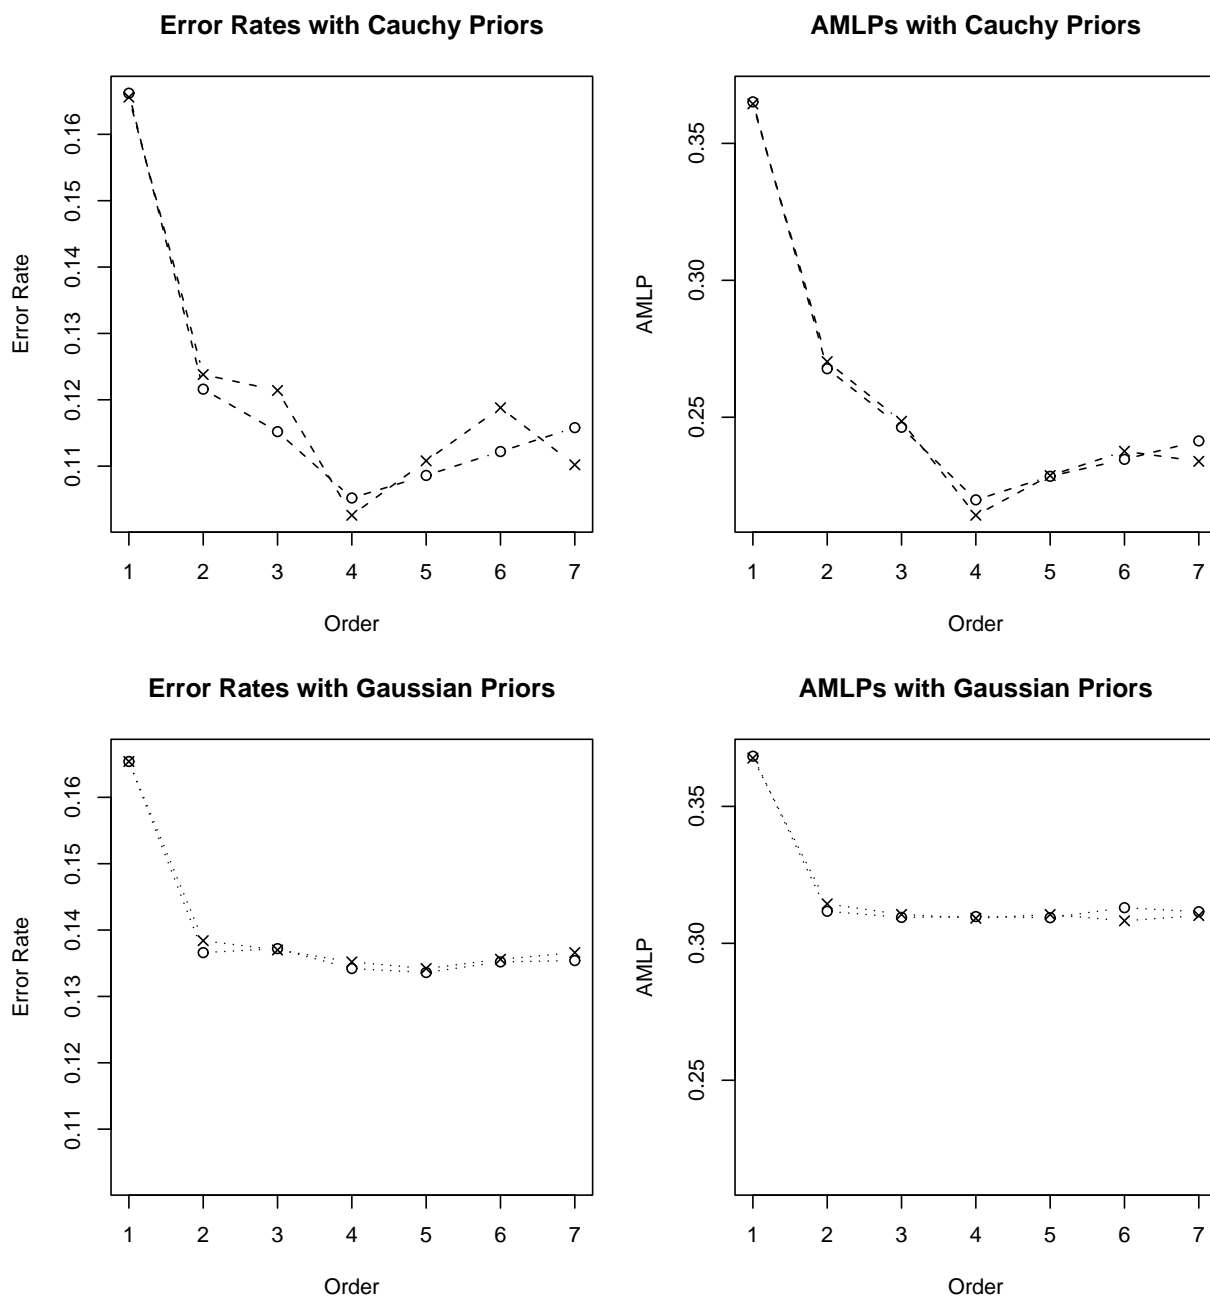 Error Rates with Cauchy Priors
Error Rate
0.16
0.15
0.14
0.13
0.12
0.11
1 2 3 4 5 6 7
Order
AMLPs with Cauchy Priors
AMLP
0.35
0.30
0.25
1 2 3 4 5 6 7
Order
Error Rates with Gaussian Priors
Error Rate
0.16
0.15
0.14
0.13
0.12
0.11
1 2 3 4 5 6 7
Order
AMLPs with Gaussian Priors
AMLP
0.35
0.30
0.25
1 2 3 4 5 6 7
Order